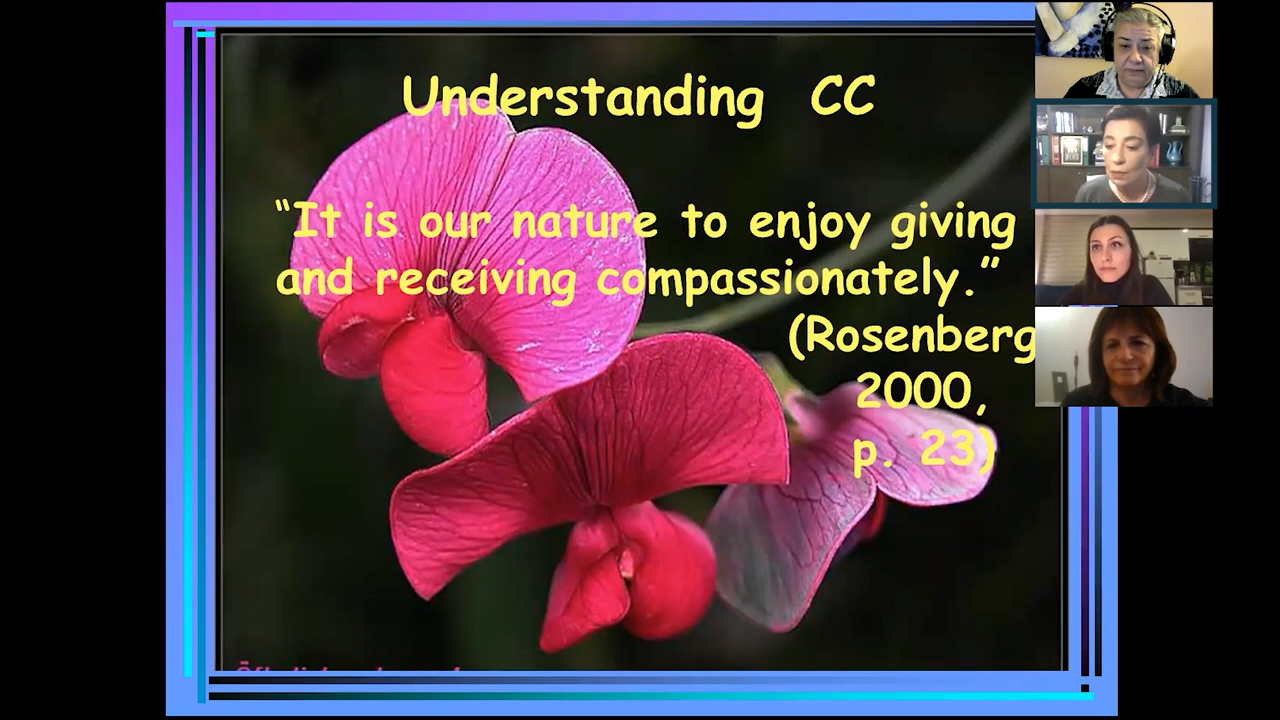 Understanding CC
“It is our nature to enjoy giving
and receiving compassionately.”
(Rosenberg
2000,
p. 23)